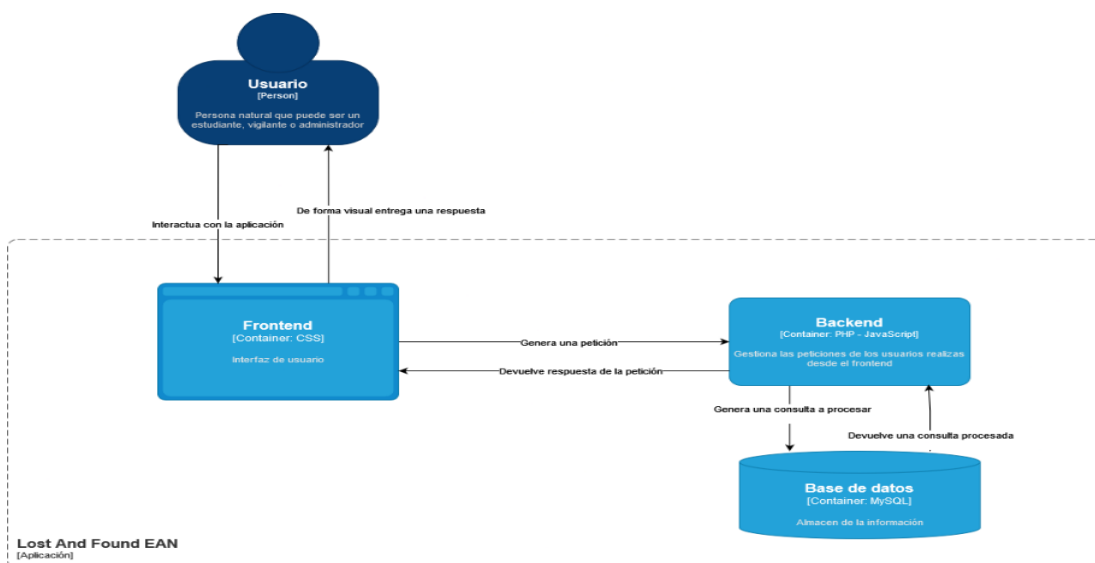 Usuario
[Person]
Persona natural que puede ser un
estudiante, vigilante o administrador
De forma visual entrega una respuesta
Interactua con la aplicación
Frontend
[Container: CSS]
Interfaz de usuario
Backend
[Container: PHP - JavaScript]
Gestiona las peticiones de los usuarios realizas
desde el frontend
Genera una petición
Devuelve respuesta de la petición
Genera una consulta a procesar
Devuelve una consulta procesada
Base de datos
[Container: MySQL]
Almacen de la información
Lost And Found EAN
[Aplicación]